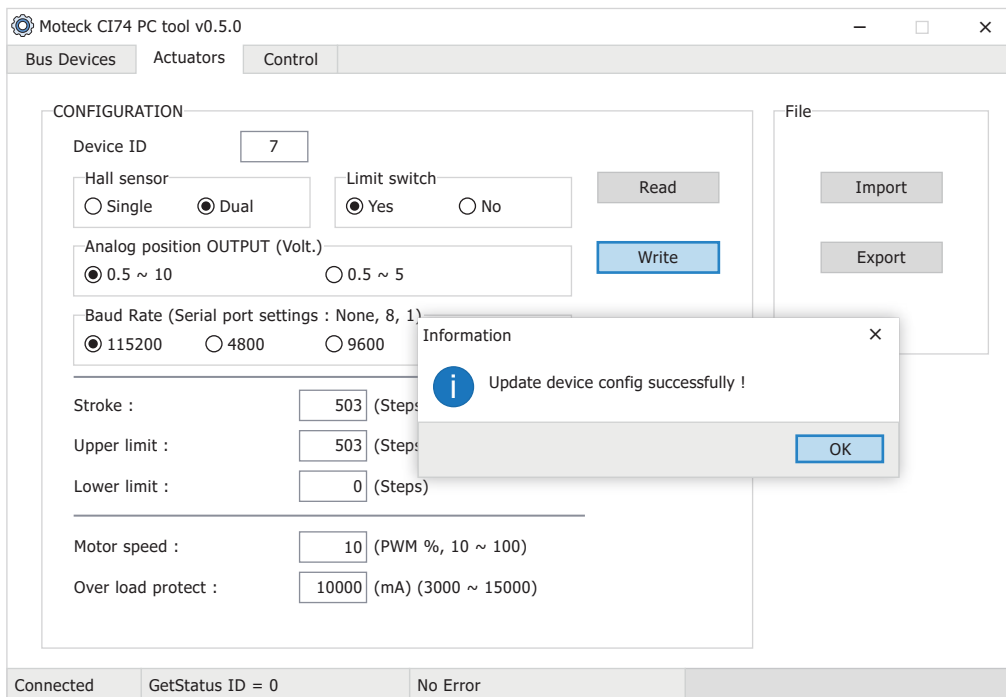 Moteck CI74 PC tool v0.5.0
Bus Devices Actuators Control
CONFIGURATION
File
Device ID 7
Hall sensor
Single Dual
Limit switch
Yes No
Read
Import
Analog position OUTPUT (Volt.)
0.5 ~ 10 0.5 ~ 5
Write
Export
Baud Rate (Serial port settings : None, 8, 1)
115200 4800 9600
Information
i
Update device config successfully !
OK
Stroke : 503 (Steps
Upper limit : 503 (Steps
Lower limit : 0 (Steps)
Motor speed : 10 (PWM %, 10 ~ 100)
Over load protect : 10000 (mA) (3000 ~ 15000)
Connected GetStatus ID = 0 No Error